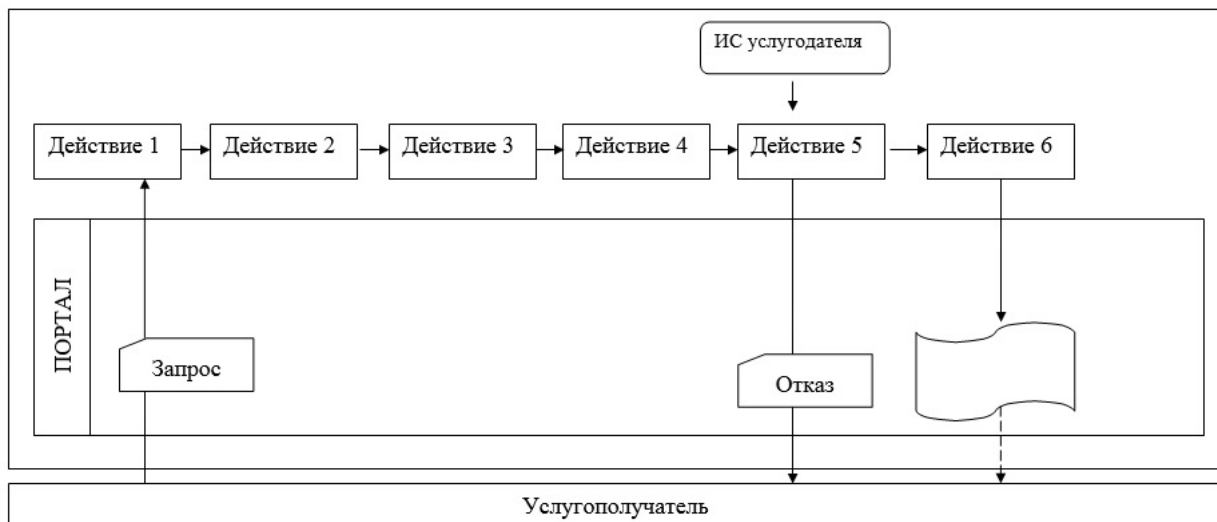 ИС услугодателя
Действие 1
Действие 2
Действие 3
Действие 4
Действие 5
Действие 6
ПОРТАЛ
Запрос
Отказ
Услугополучатель